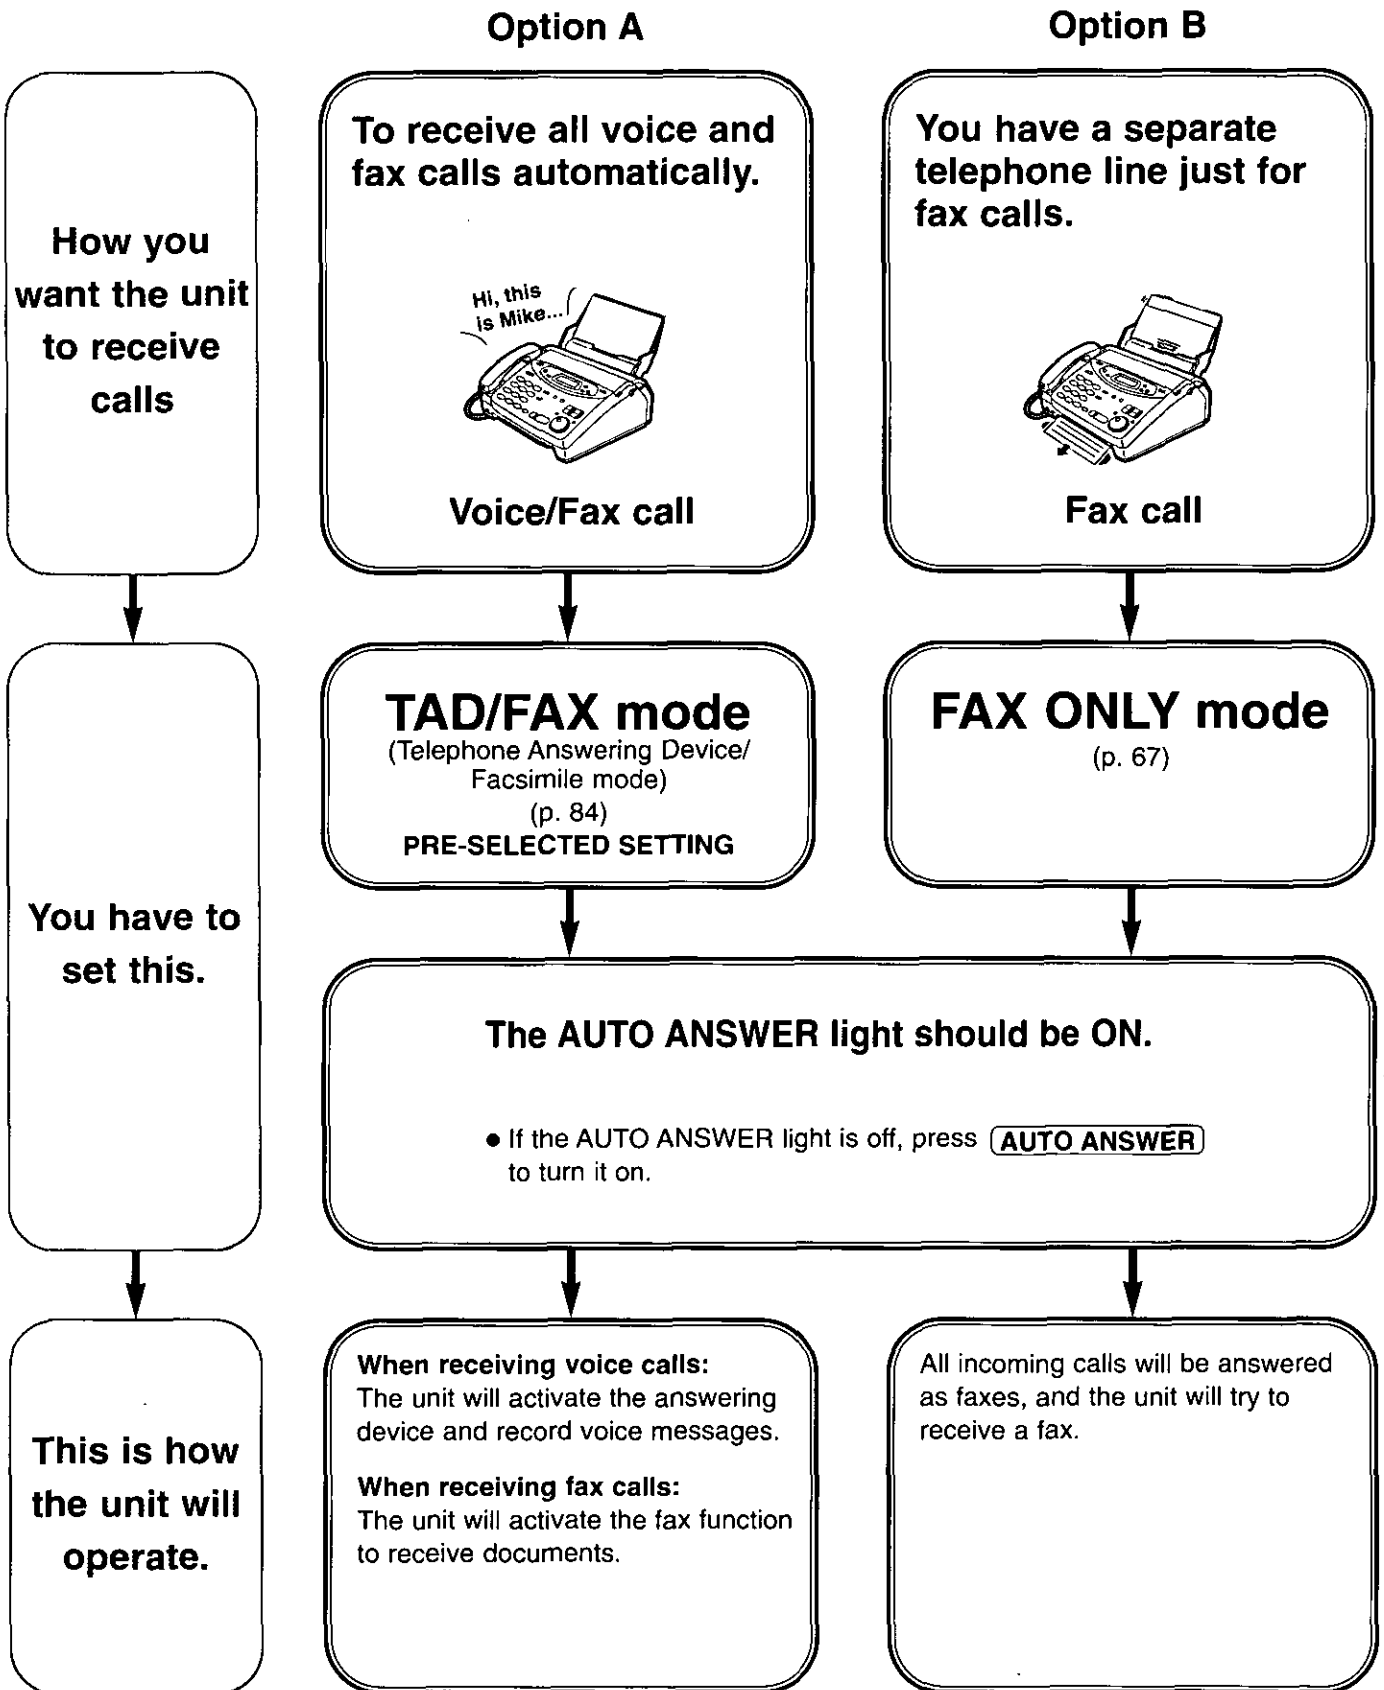 Option A
Option B
How you
want the unit
to receive
calls
To receive all voice and
fax calls automatically.
Hi, this
is Mike...
Voice/Fax call
You have a separate
telephone line just for
fax calls.
Fax call
You have to
set this.
TAD/FAX mode
(Telephone Answering Device/
Facsimile mode)
(p. 84)
PRE-SELECTED SETTING
FAX ONLY mode
(p. 67)
The AUTO ANSWER light should be ON.
● If the AUTO ANSWER light is off, press AUTO ANSWER
to turn it on.
This is how
the unit will
operate.
When receiving voice calls:
The unit will activate the answering
device and record voice messages.
When receiving fax calls:
The unit will activate the fax function
to receive documents.
All incoming calls will be answered
as faxes, and the unit will try to
receive a fax.